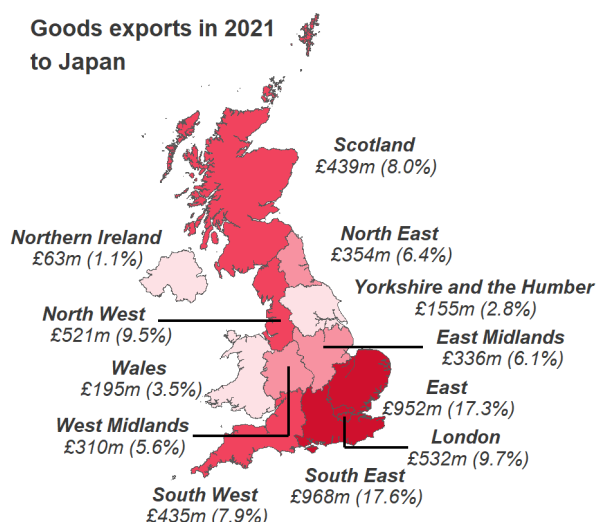 Goods exports in 2021
to Japan
Scotland
£439m (8.0%)
Northern Ireland
£63m (1.1%)
North East
£354m (6.4%)
Yorkshire and the Humber
£155m (2.8%)
North West
£521m (9.5%)
East Midlands
£336m (6.1%)
Wales
£195m (3.5%)
East
£952m (17.3%)
West Midlands
£310m (5.6%)
London
£532m (9.7%)
South East
£968m (17.6%)
South West
£435m (7.9%)